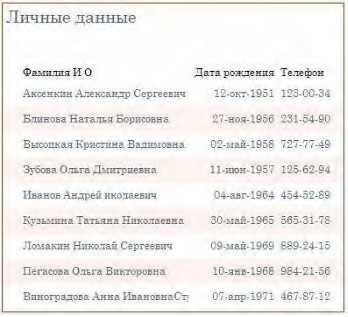 Личные данные
Фамилия И О Дата рождения Телефон
Аксенкин Александр Сергеевич 12-окт-1951 123-00-34
Блинова Наталья Борисовна 27-ноя-1956 231-54-90
Высоцкая Кристина Вадимовна 02-май-1958 727-77-49
Зубова Ольга Дмитриевна 11-июн-1957 125-62-94
Иванов Андрей иколаевич 04-авг-1964 454-52-89
Кузьмина Татьяна Николаевна 30-май-1965 565-31-78
Ломакин Николай Сергеевич 09-май-1969 889-24-15
Пегасова Ольга Викторовна 10-янв-1968 984-21-56
Виноградова Анна ИвановнаСт 07-апр-1971 467-87-12